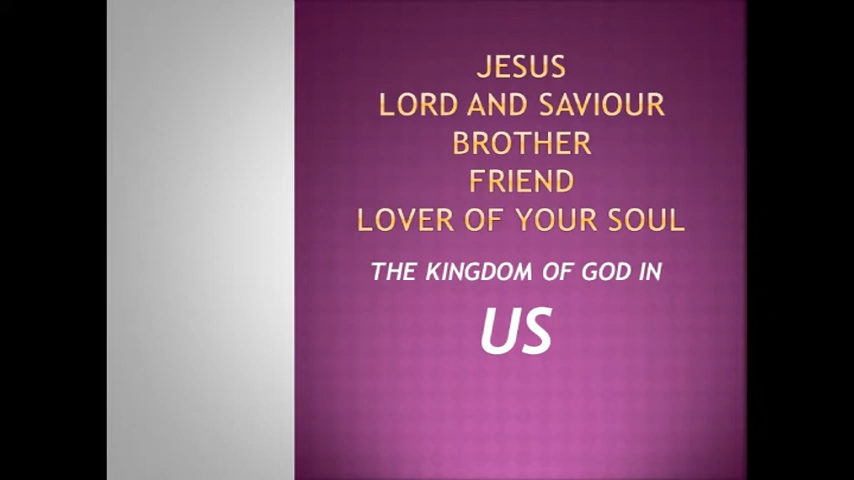 JESUS
LORD AND SAVIOUR
BROTHER
FRIEND
LOVER OF YOUR SOUL
THE KINGDOM OF GOD IN
US